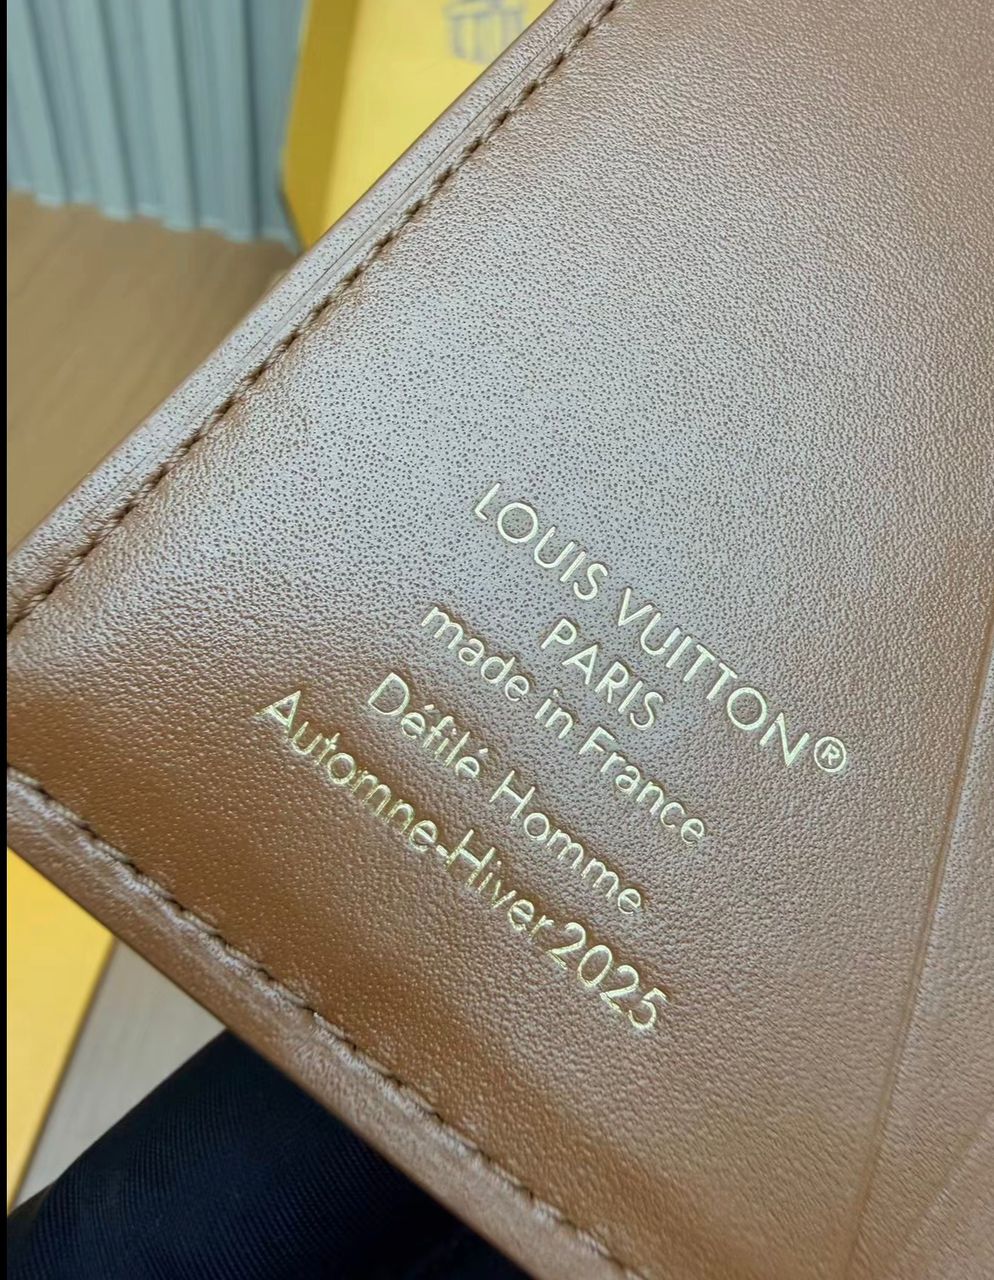 LOUIS VUITTON®
PARIS
made in France
Défilé Homme
Automne-Hiver 2025